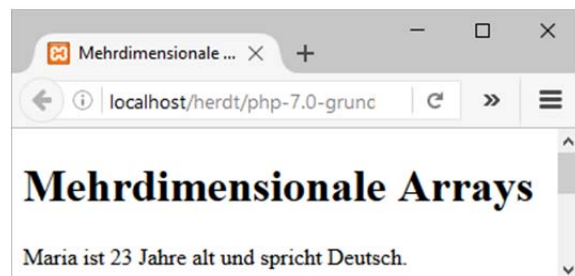 Mehrdimensionale ...
localhost/herdt/php-7.0-grund
Mehrdimensionale Arrays
Maria ist 23 Jahre alt und spricht Deutsch.